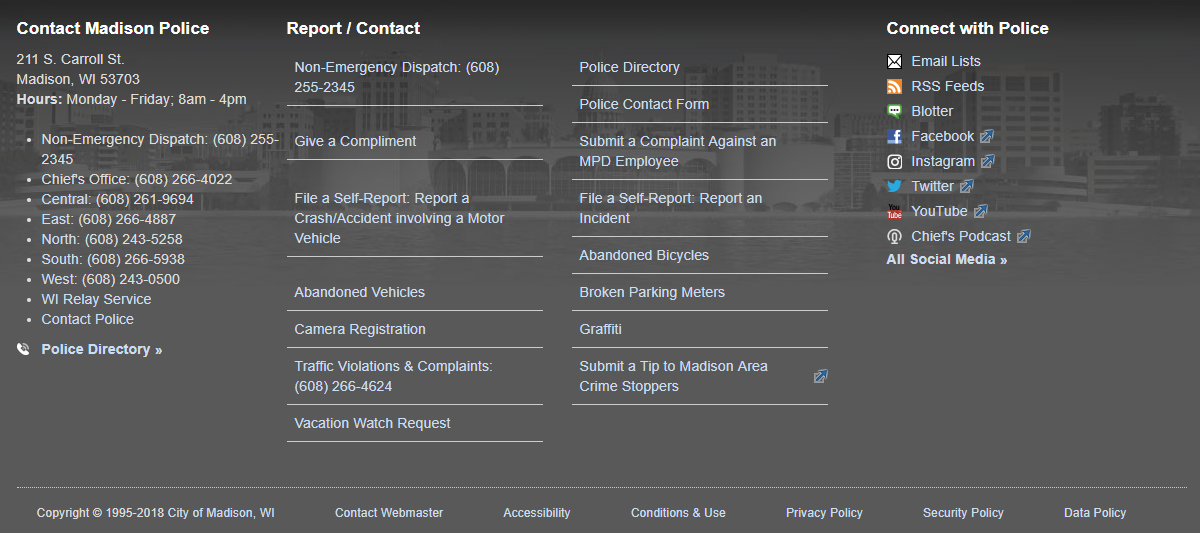 Contact Madison Police
211 S. Carroll St.
Madison, WI 53703
Hours: Monday - Friday; 8am - 4pm
Non-Emergency Dispatch: (608) 255-
2345
Chief's Office: (608) 266-4022
Central: (608) 261-9694
East: (608) 266-4887
North: (608) 243-5258
South: (608) 266-5938
West: (608) 243-0500
WI Relay Service
Contact Police
Police Directory »
Report / Contact
Non-Emergency Dispatch: (608)
255-2345
Give a Compliment
File a Self-Report: Report a
Crash/Accident involving a Motor
Vehicle
Abandoned Vehicles
Camera Registration
Traffic Violations & Complaints:
(608) 266-4624
Vacation Watch Request
Police Directory
Police Contact Form
Submit a Complaint Against an
MPD Employee
File a Self-Report: Report an
Incident
Abandoned Bicycles
Broken Parking Meters
Graffiti
Submit a Tip to Madison Area
Crime Stoppers
Connect with Police
Email Lists
RSS Feeds
Blotter
Facebook
Instagram
Twitter
You
Tube
YouTube
Chief's Podcast
All Social Media »
Copyright © 1995-2018 City of Madison, WI
Contact Webmaster
Accessibility
Conditions & Use
Privacy Policy
Security Policy
Data Policy